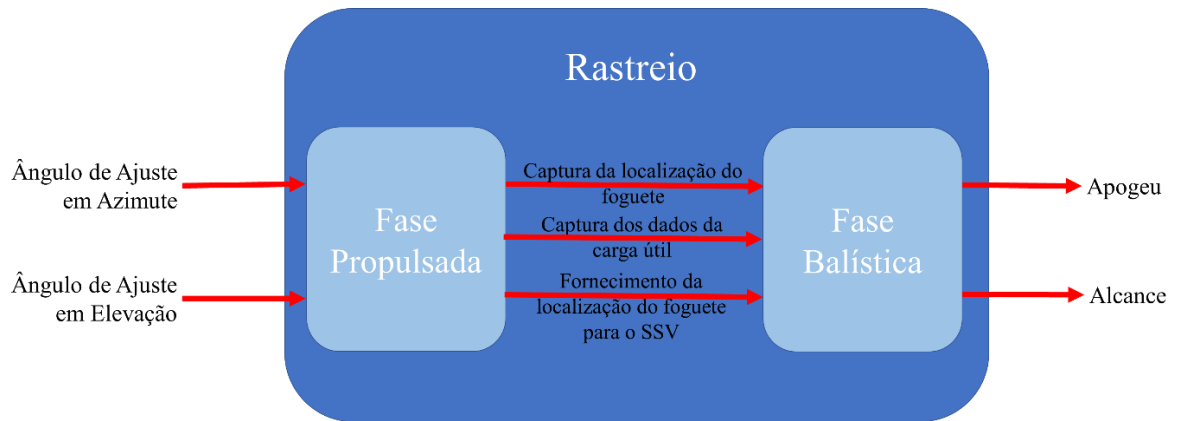 Rastreio
Ângulo de Ajuste
em Azimute
Ângulo de Ajuste
em Elevação
Fase
Propulsada
Captura da localização do
foguete
Captura dos dados da
carga útil
Fornecimento da
localização do foguete
para o SSV
Fase
Balística
Apogeu
Alcance